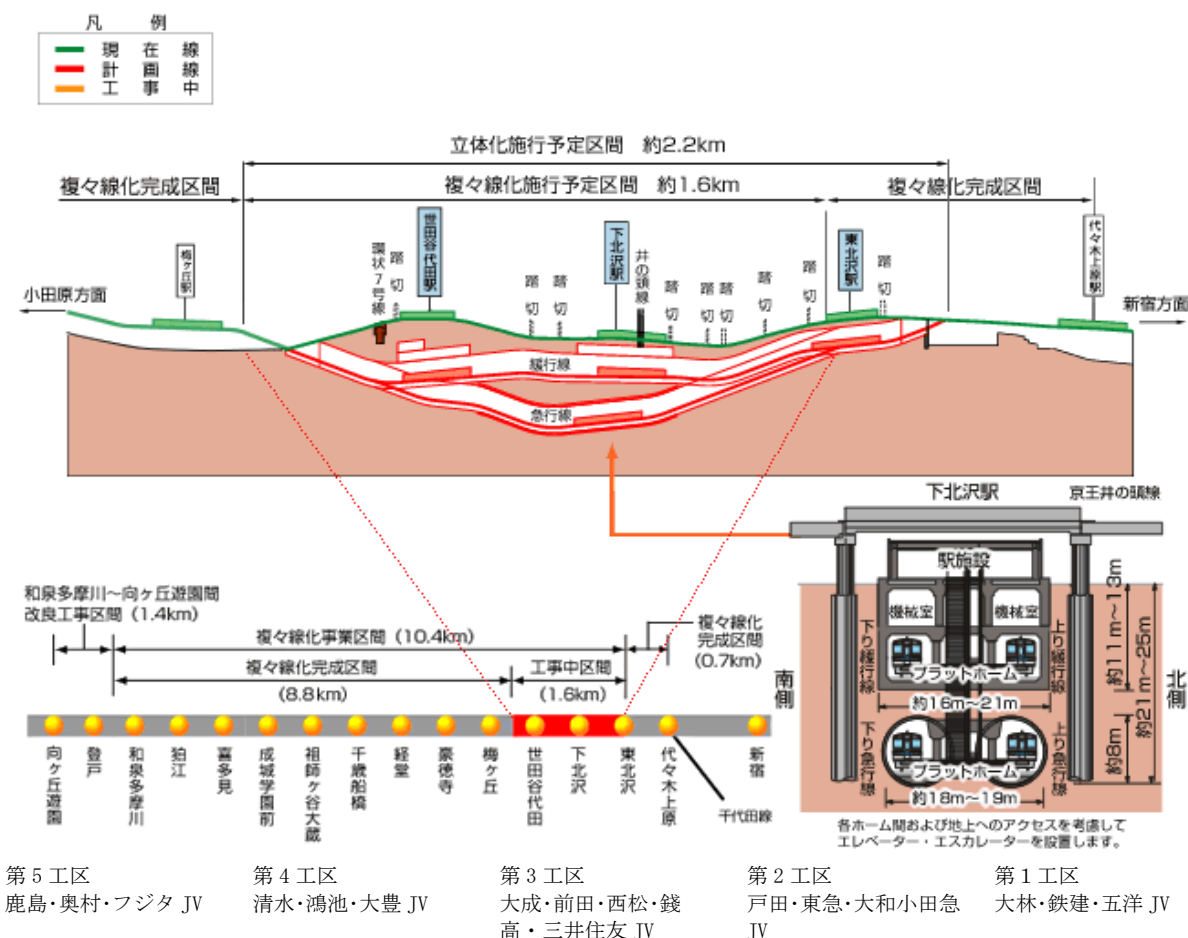 凡 例
現在線
計画線
工事中
立体化施行予定区間 約2.2km
複々線化完成区間
複々線化施行予定区間 約1.6km
複々線化完成区間
梅ヶ丘駅
環状7号線
踏切
世田谷代田駅
踏切
踏切
下北沢駅
井の頭線
踏切
踏切
踏切
踏切
踏切
東北沢駅
踏切
代々木上原駅
小田原方面
新宿方面
緩行線
急行線
下北沢駅
京王井の頭線
駅施設
機械室
機械室
下り緩行線
上り緩行線
プラットホーム
約16m〜21m
下り急行線
上り急行線
プラットホーム
約18m〜19m
約11m〜13m
約8m
約21m〜25m
南側
北側
各ホーム間および地上へのアクセスを考慮して
エレベーター・エスカレーターを設置します。
和泉多摩川〜向ヶ丘遊園間
改良工事区間（1.4km）
複々線化事業区間（10.4km）
複々線化
完成区間
（0.7km）
複々線化完成区間
（8.8km）
工事中区間
（1.6km）
向ヶ丘遊園
登戸
和泉多摩川
狛江
喜多見
成城学園前
祖師ヶ谷大蔵
千歳船橋
経堂
豪徳寺
梅ヶ丘
世田谷代田
下北沢
東北沢
代々木上原
新宿
千代田線
第5工区
鹿島・奥村・フジタ JV
第4工区
清水・鴻池・大豊 JV
第3工区
大成・前田・西松・銭
高・三井住友 JV
第2工区
戸田・東急・大和小田急
JV
第1工区
大林・鉄建・五洋 JV